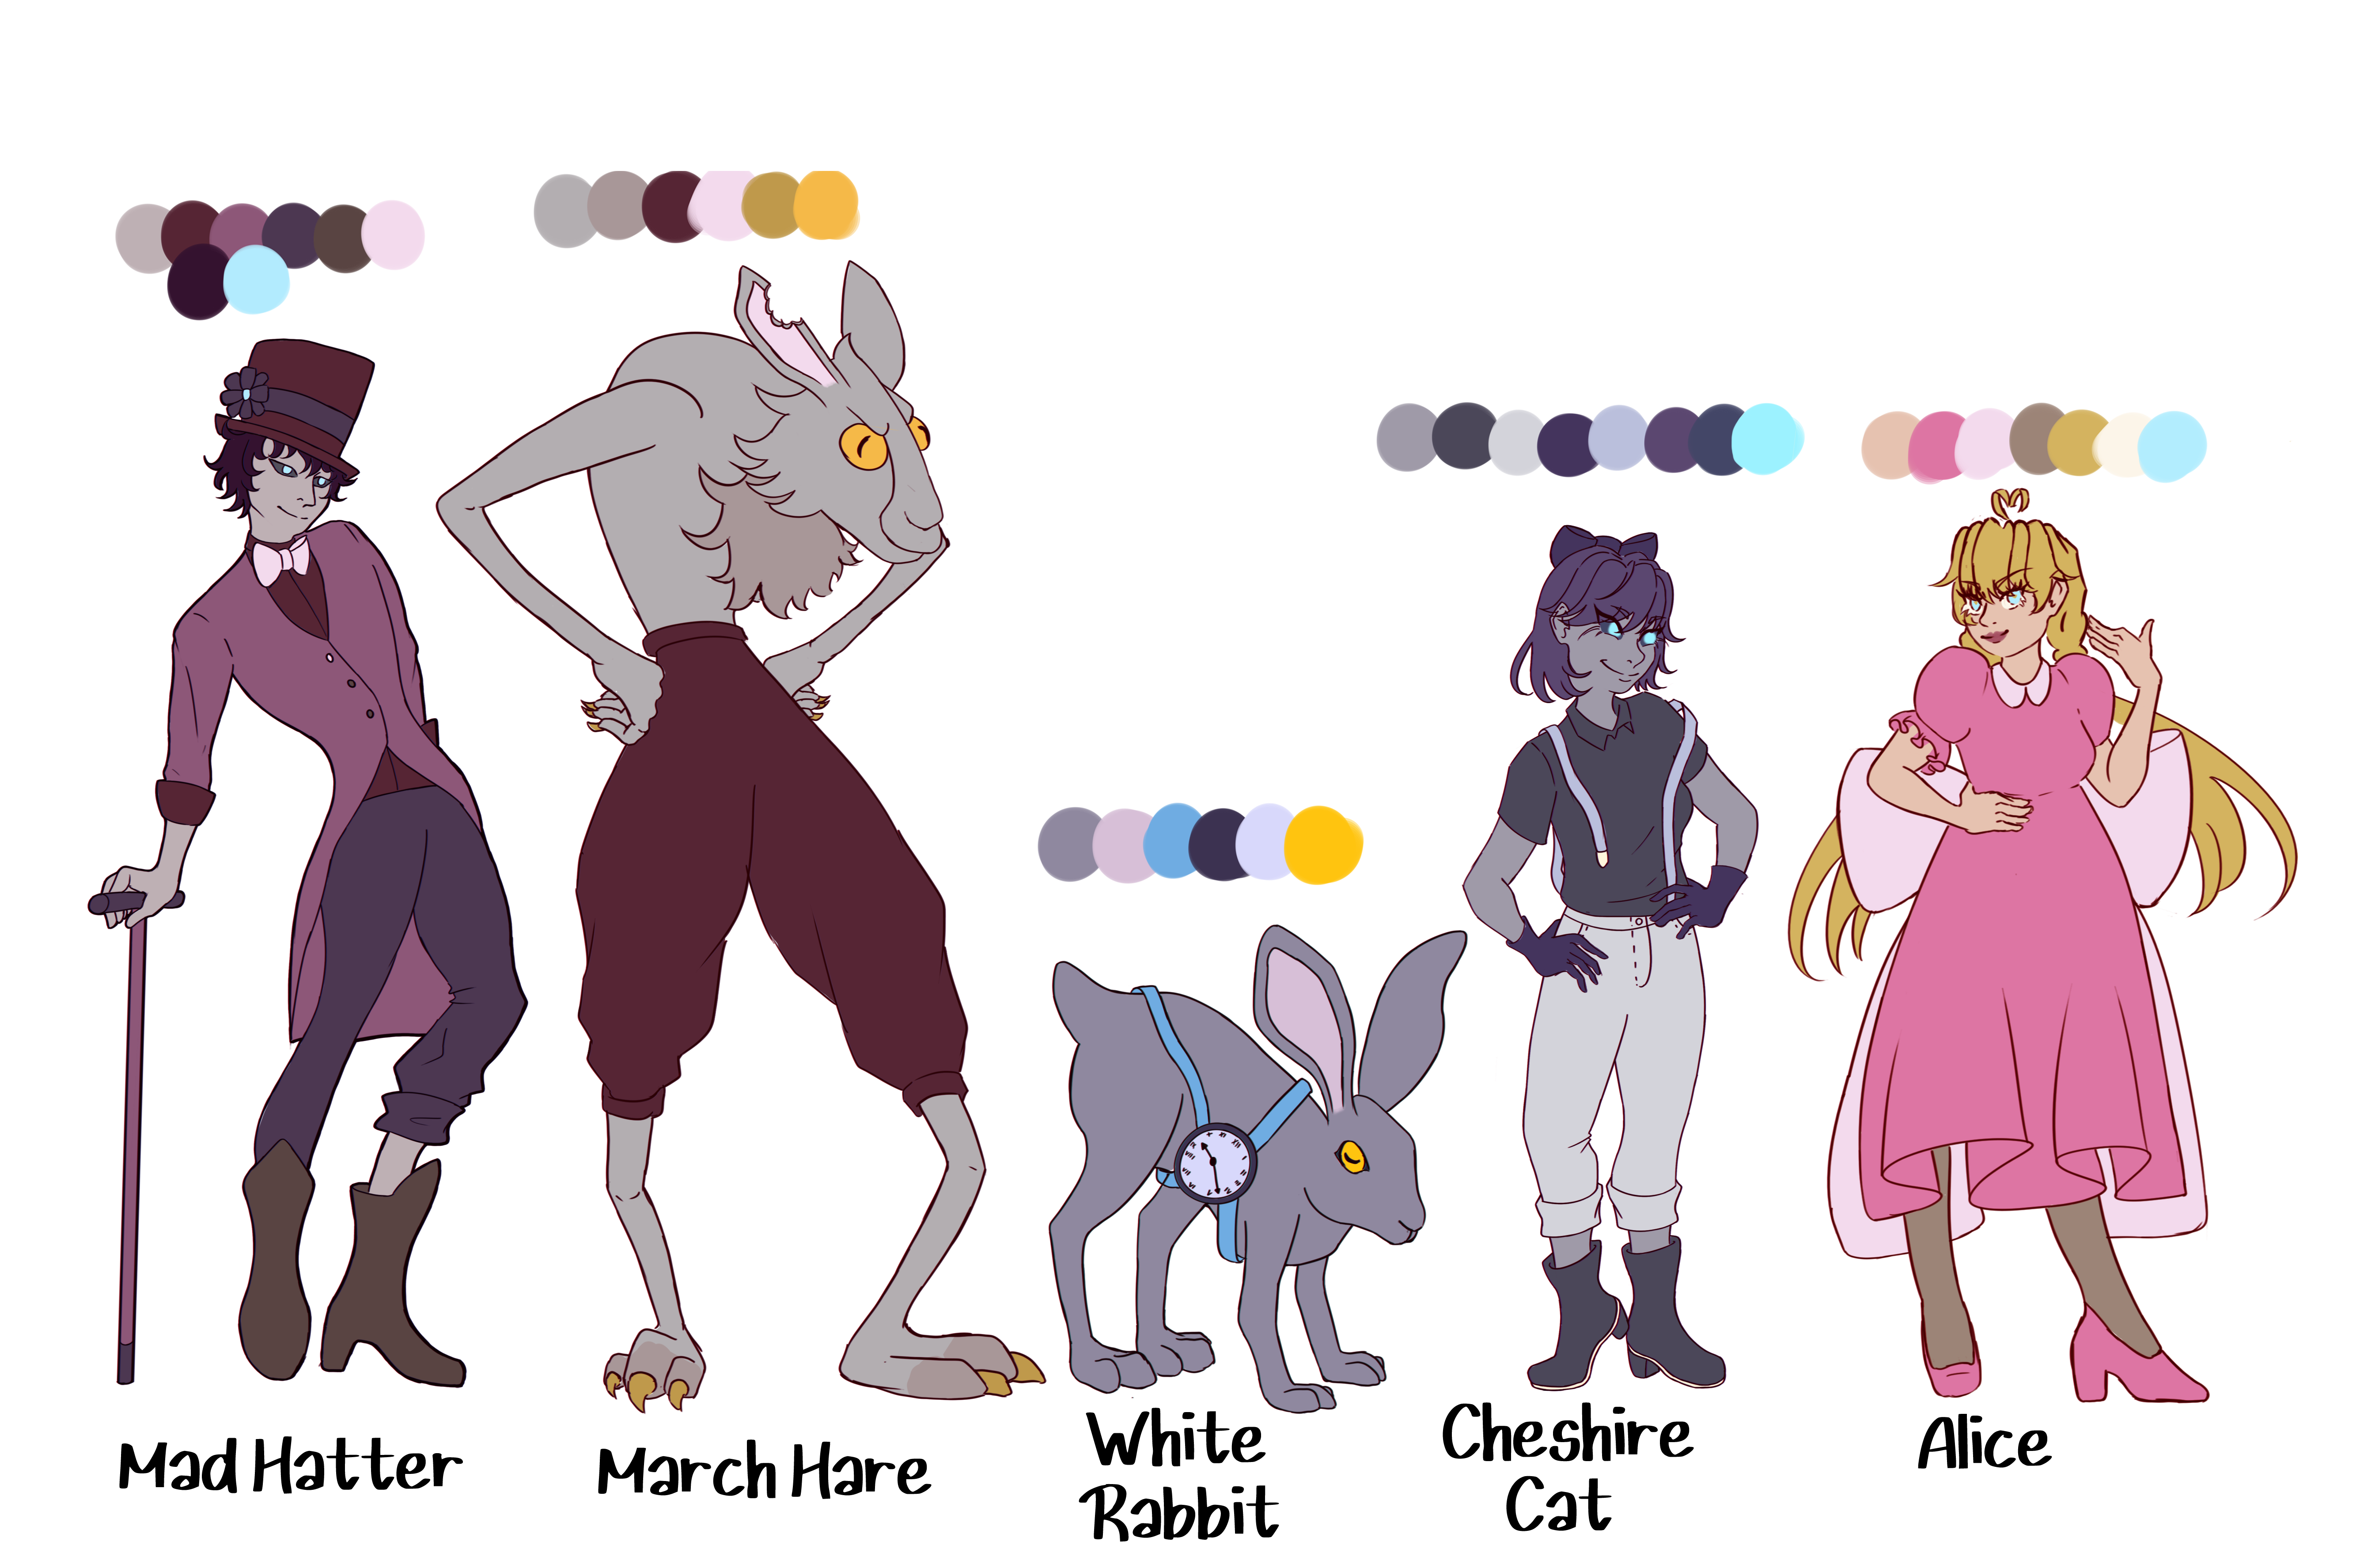 Mad Hatter
March Hare
White
Rabbit
Cheshire
Cat
Alice